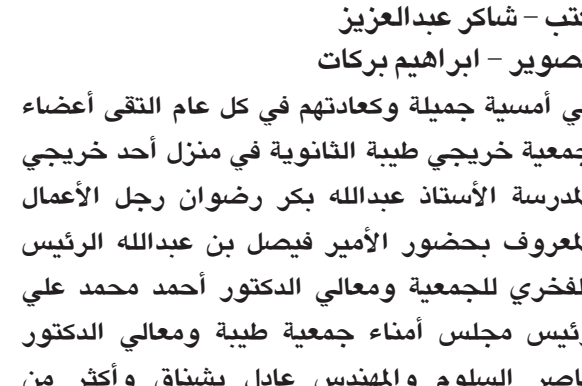 كتب – شاكر عبدالعزيز
تصوير – ابراهيم بركات
في أمسية جميلة وكعادتهم في كل عام التقى أعضاء
جمعية خريجي طيبة الثانوية في منزل أحد خريجي
المدرسة الأستاذ عبدالله بكر رضوان رجل الأعمال
المعروف بحضور الأمير فيصل بن عبدالله الرئيس
الفخري للجمعية ومعالي الدكتور أحمد محمد علي
رئيس مجلس أمناء جمعية طيبة ومعالي الدكتور
ناصر السلوم والمهندس عادل بشناق وأكثر من